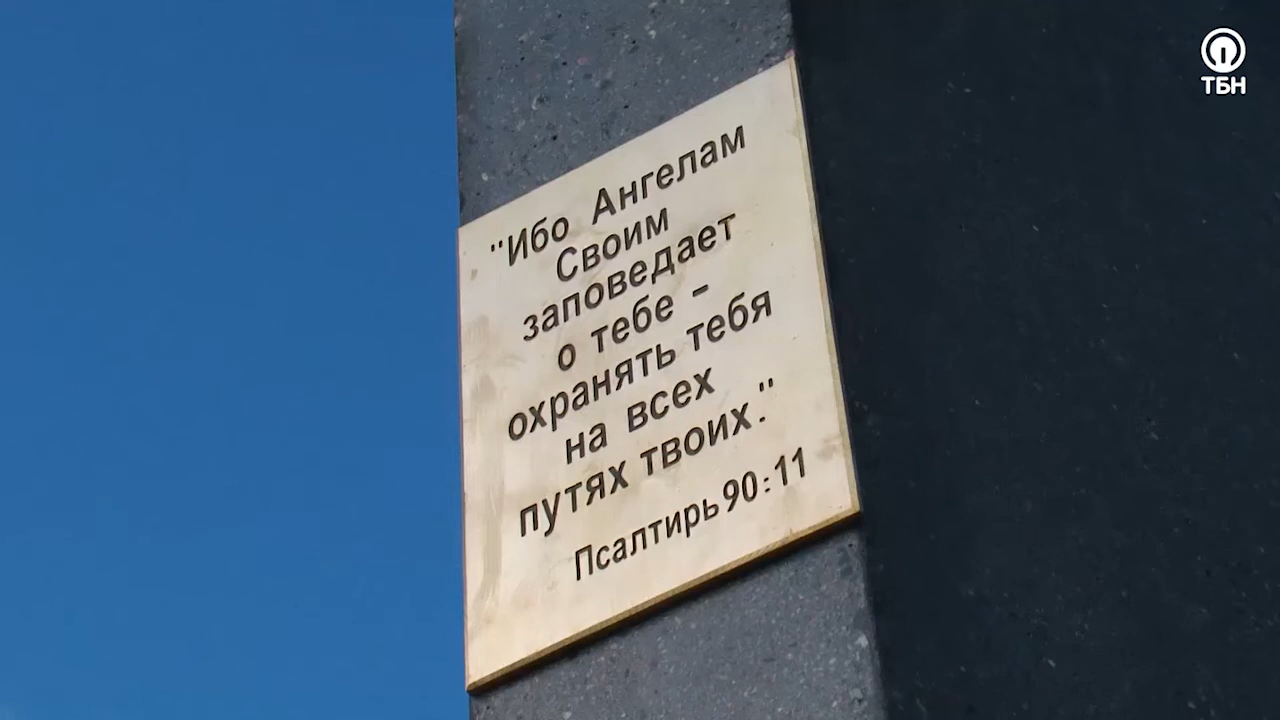 "Ибо Ангелам
Своим
заповедает
о тебе -
охранять тебя
на всех
путях твоих."
Псалтирь 90:11
ТБН